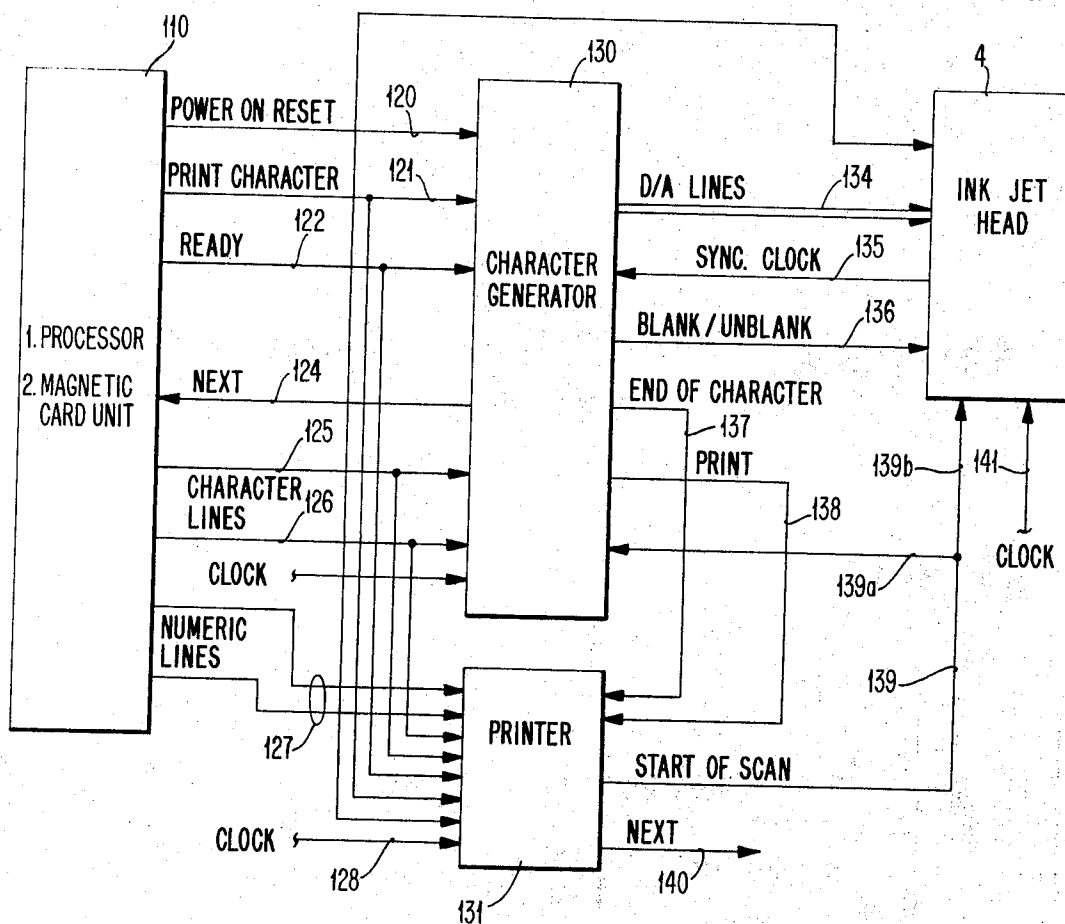 110
130
4
POWER ON RESET
120
PRINT CHARACTER
121
READY
122
1. PROCESSOR
2. MAGNETIC
CARD UNIT
NEXT
124
125
CHARACTER
LINES
126
CLOCK
NUMERIC
LINES
127
CLOCK
128
CHARACTER
GENERATOR
D/A LINES
134
SYNC. CLOCK
135
BLANK/UNBLANK
136
END OF CHARACTER
137
PRINT
138
INK JET
HEAD
139b
141
CLOCK
139a
139
PRINTER
START OF SCAN
NEXT
140
131